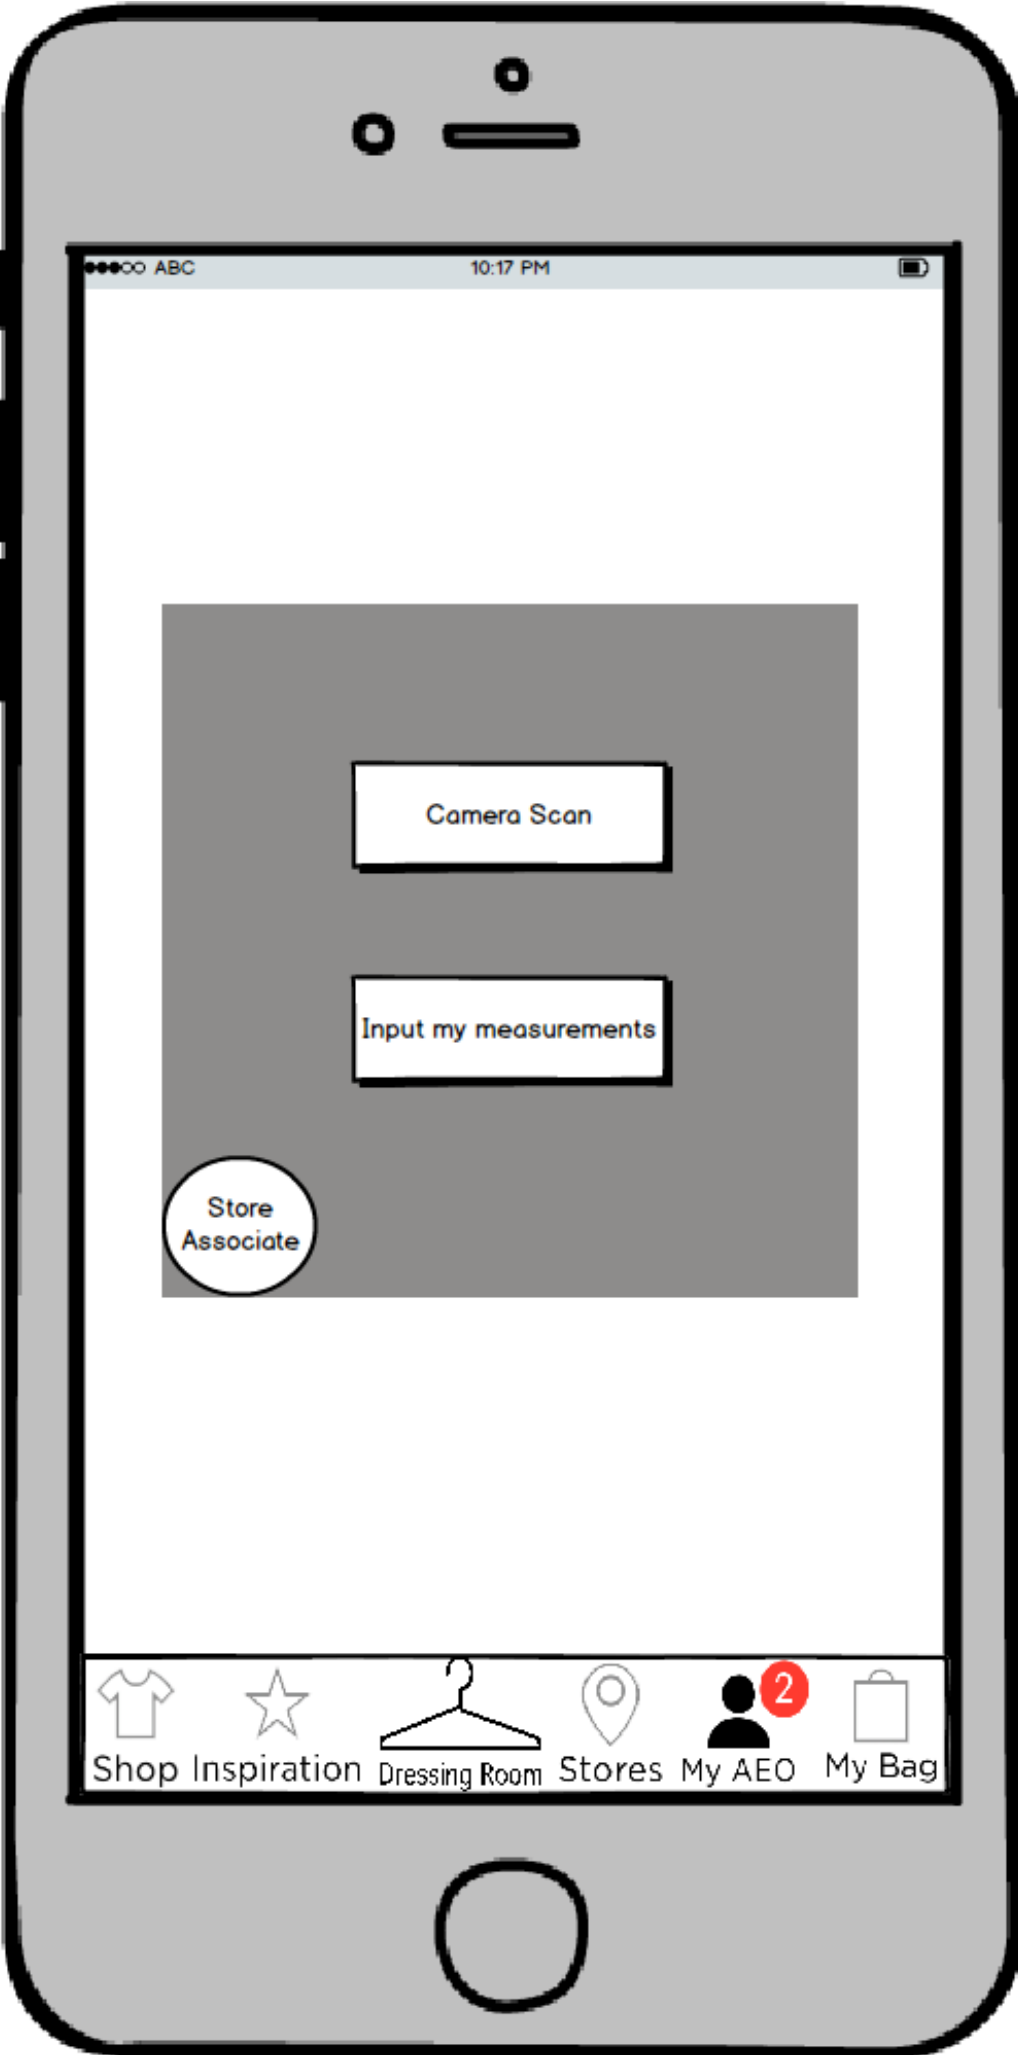 ABC
10:17 PM
Camera Scan
Input my measurements
Store
Associate
2
Shop
Inspiration
Dressing Room
Stores
My AEO
My Bag